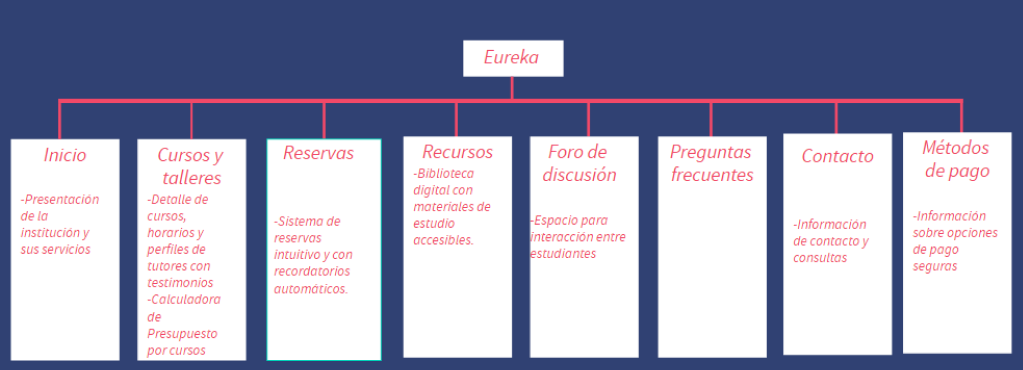 Eureka
Inicio
-Presentación
de la
institución y
sus servicios
Cursos y
talleres
-Detalle de
cursos,
horarios y
perfiles de
tutores con
testimonios
-Calculadora
de
Presupuesto
por cursos
Reservas
-Sistema de
reservas
intuitivo y con
recordatorios
automáticos.
Recursos
-Biblioteca
digital con
materiales de
estudio
accesibles.
Foro de
discusión
-Espacio para
interacción entre
estudiantes
Preguntas
frecuentes
Contacto
-Información
de contacto y
consultas
Métodos
de pago
-Información
sobre opciones
de pago
seguras